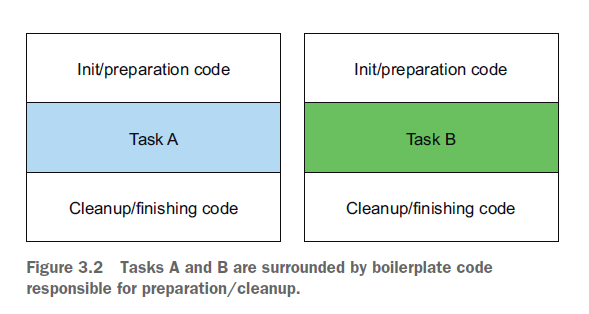 Init/preparation code
Init/preparation code
Task A
Task B
Cleanup/finishing code
Cleanup/finishing code
Figure 3.2 Tasks A and B are surrounded by boilerplate code
responsible for preparation/cleanup.